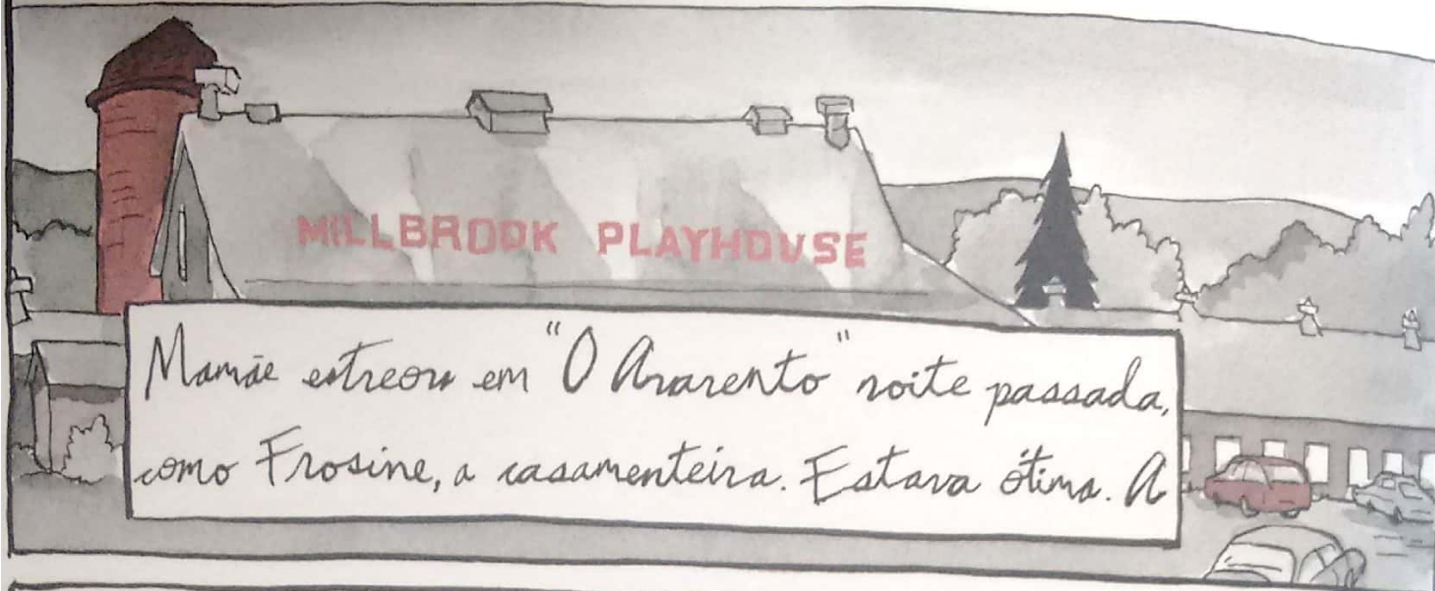 MILLBROOK PLAYHOUSE
Mamãe estreou em "O Avarento" noite passada,
como Frosine, a casamenteira. Estava ótima. A